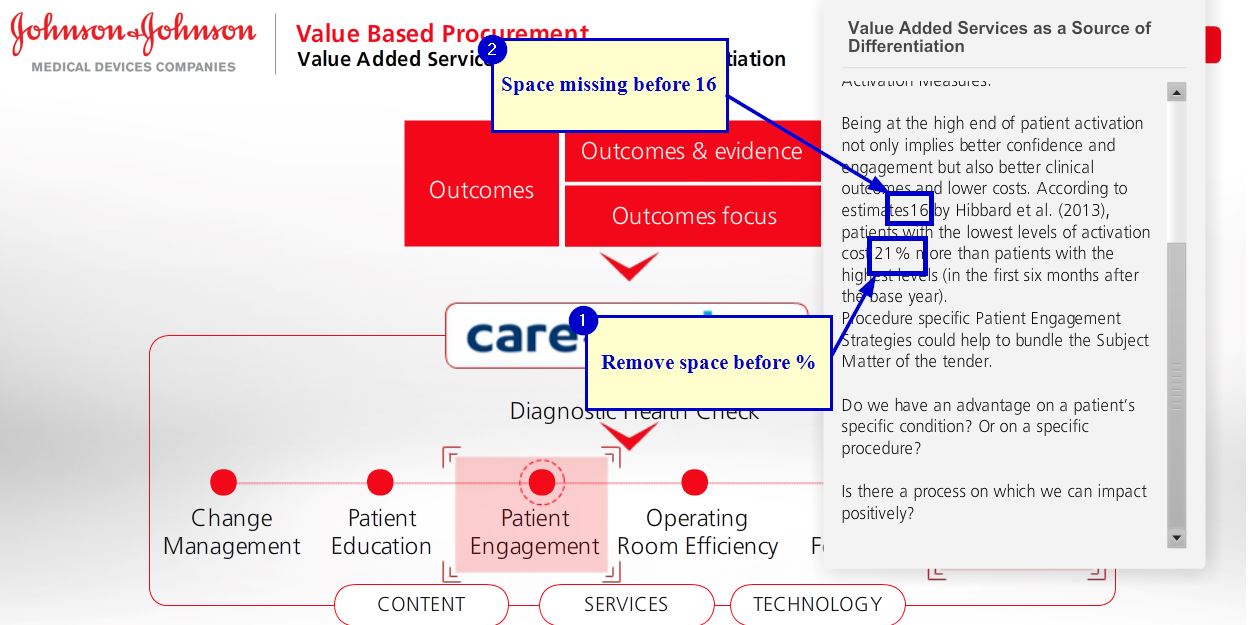 Johnson & Johnson
MEDICAL DEVICES COMPANIES
Value Based Procurement
Value Added Servic
tiation
2
Space missing before 16
Outcomes
Outcomes & evidence
Outcomes focus
care
1
Remove space before %
Diagnostic Health Check
Change
Management
Patient
Education
Patient
Engagement
Operating
Room Efficiency
CONTENT
SERVICES
TECHNOLOGY
Value Added Services as a Source of
Differentiation
Activation Measures.
Being at the high end of patient activation
not only implies better confidence and
engagement but also better clinical
outcomes and lower costs. According to
estimates16 by Hibbard et al. (2013),
patients with the lowest levels of activation
cost 21 % more than patients with the
highest levels (in the first six months after
the base year).
Procedure specific Patient Engagement
Strategies could help to bundle the Subject
Matter of the tender.
Do we have an advantage on a patient's
specific condition? Or on a specific
procedure?
Is there a process on which we can impact
positively?